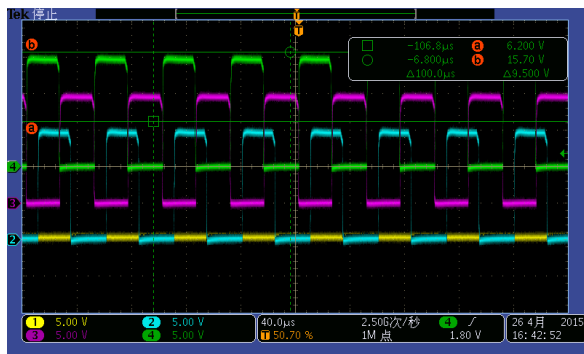 Tek 停止
T
T
b
-106.8µs a 6.200 V
-6.800µs b 15.70 V
△100.0µs △9.500 V
a
4
3
2
1 5.00 V 2 5.00 V
3 5.00 V 4 5.00 V
40.0µs 2.50G次/秒 4 1.80 V
T 50.70 % 1M 点
26 4月 2015
16:42:52